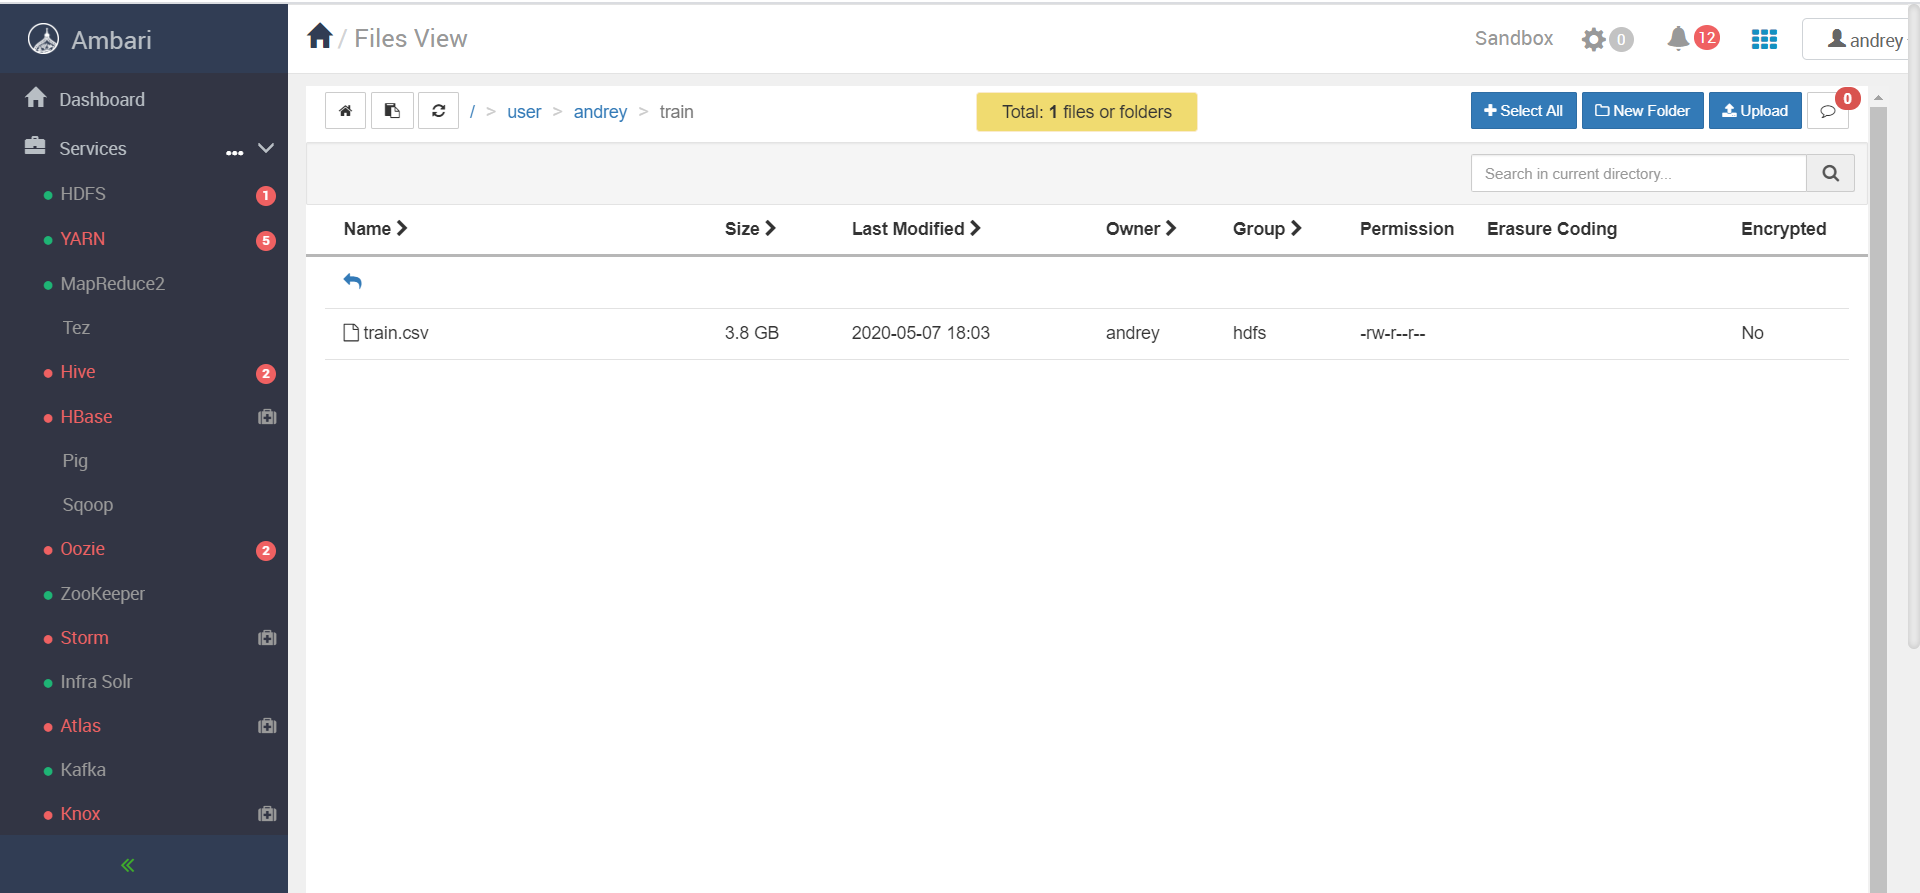 Ambari
/ Files View
Sandbox
0
12
andrey
Dashboard
Services
HDFS 1
YARN 5
MapReduce2
Tez
Hive 2
HBase
Pig
Sqoop
Oozie 2
ZooKeeper
Storm
Infra Solr
Atlas
Kafka
Knox
/ > user > andrey > train
Total: 1 files or folders
Select All
New Folder
Upload
0
Search in current directory...
Name Size Last Modified Owner Group Permission Erasure Coding Encrypted
train.csv 3.8 GB 2020-05-07 18:03 andrey hdfs -rw-r--r-- No